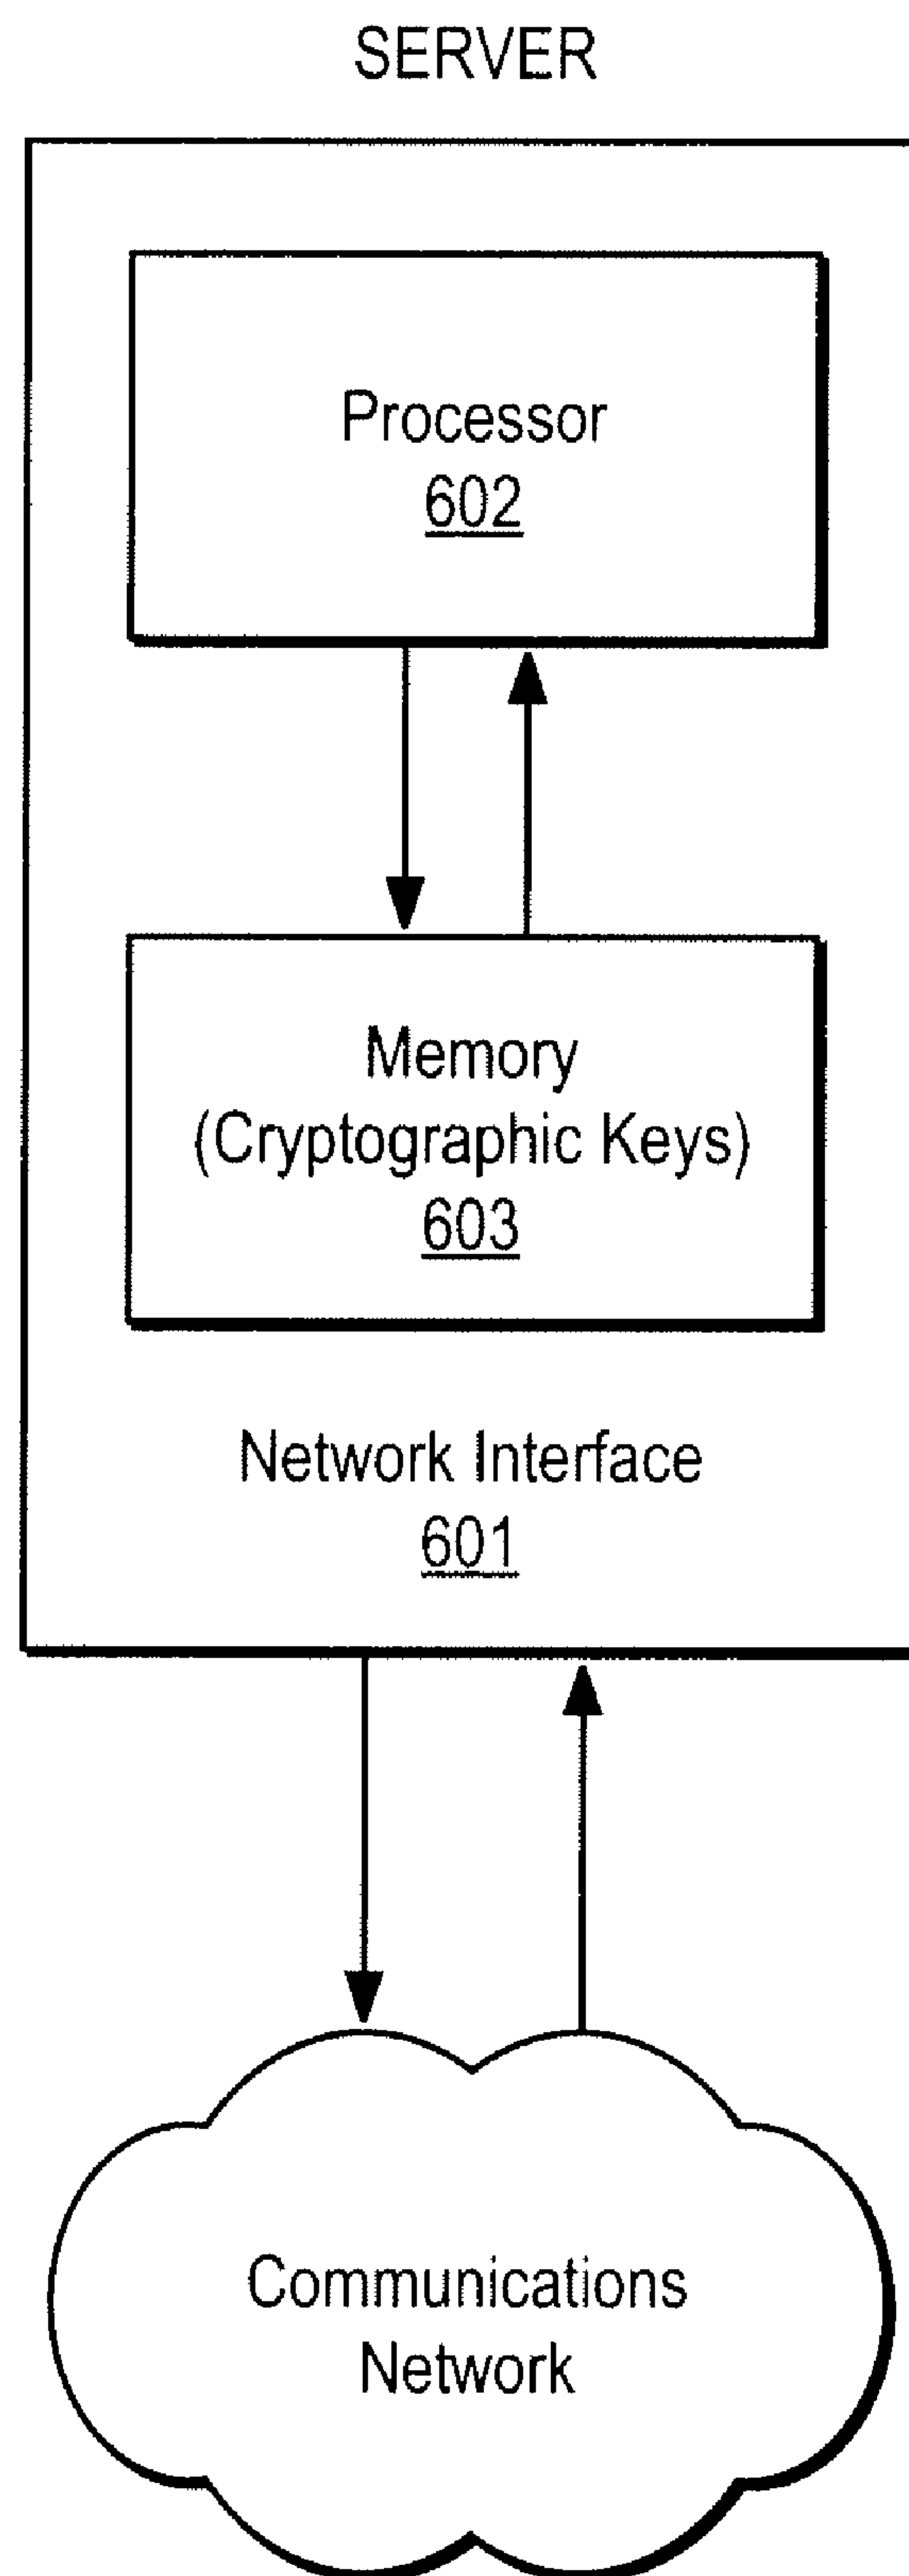 SERVER
Processor
602
Memory
(Cryptographic Keys)
603
Network Interface
601
Communications
Network